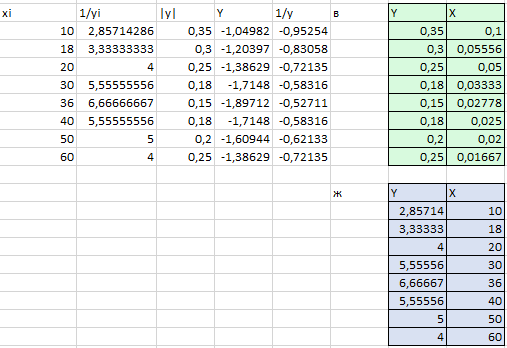 xi 1/yi |y| Y 1/y в Y X
10 2,85714286 0,35 -1,04982 -0,95254 0,35 0,1
18 3,33333333 0,3 -1,20397 -0,83058 0,3 0,05556
20 4 0,25 -1,38629 -0,72135 0,25 0,05
30 5,55555556 0,18 -1,7148 -0,58316 0,18 0,03333
36 6,66666667 0,15 -1,89712 -0,52711 0,15 0,02778
40 5,55555556 0,18 -1,7148 -0,58316 0,18 0,025
50 5 0,2 -1,60944 -0,62133 0,2 0,02
60 4 0,25 -1,38629 -0,72135 0,25 0,01667
ж Y X
2,85714 10
3,33333 18
4 20
5,55556 30
6,66667 36
5,55556 40
5 50
4 60